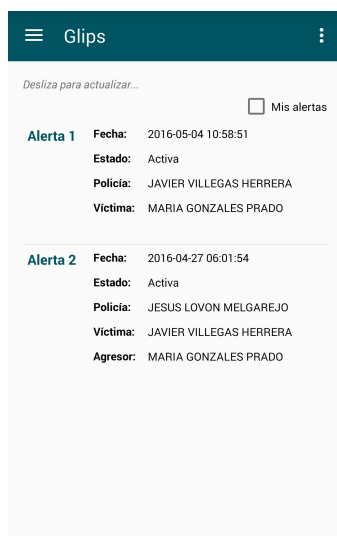 Glips
Desliza para actualizar...
Mis alertas
Alerta 1 Fecha: 2016-05-04 10:58:51
Estado: Activa
Policía: JAVIER VILLEGAS HERRERA
Víctima: MARIA GONZALES PRADO
Alerta 2 Fecha: 2016-04-27 06:01:54
Estado: Activa
Policía: JESUS LOVON MELGAREJO
Víctima: JAVIER VILLEGAS HERRERA
Agresor: MARIA GONZALES PRADO